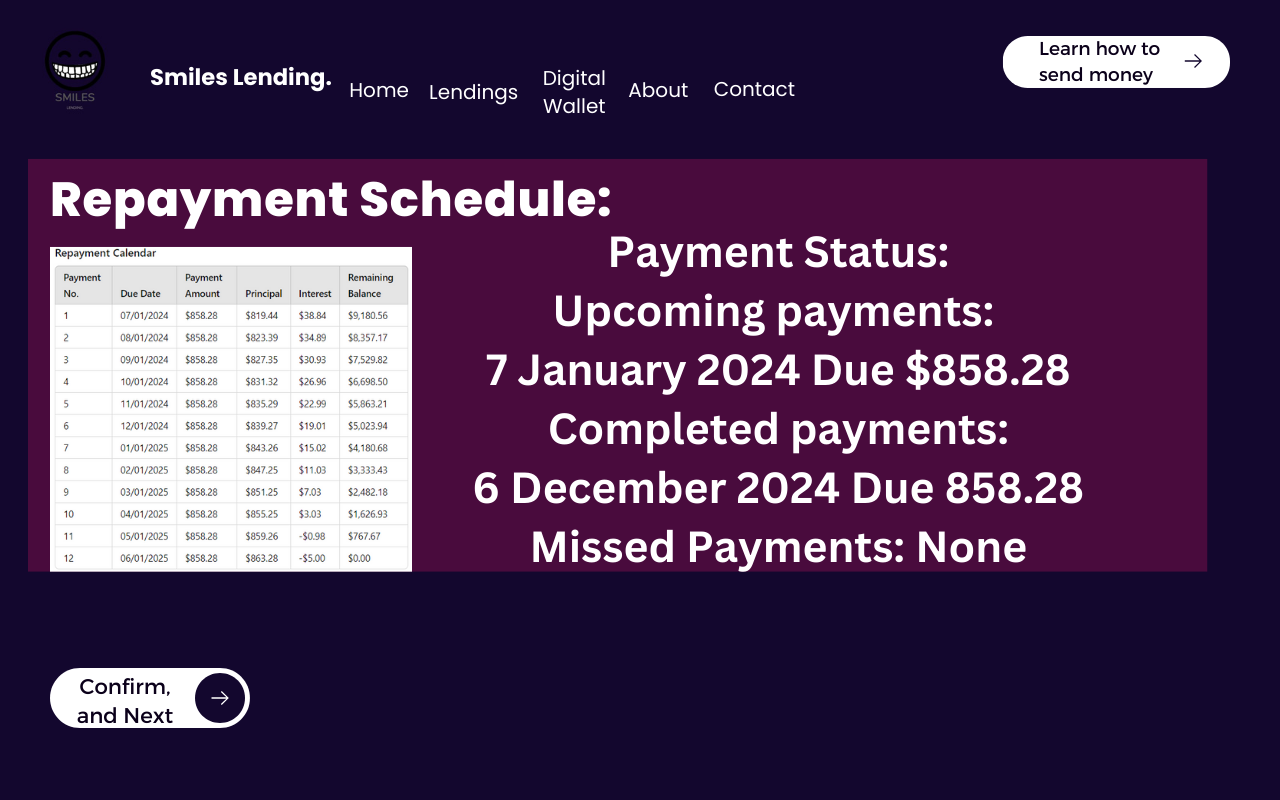 SMILES
LENDING.
Smiles Lending.
Home
Lendings
Digital
Wallet
About
Contact
Learn how to
send money
Repayment Schedule:
Repayment Calendar
Payment No. Due Date Payment Amount Principal Interest Remaining Balance
1 07/01/2024 $858.28 $819.44 $38.84 $9,180.56
2 08/01/2024 $858.28 $823.39 $34.89 $8,357.17
3 09/01/2024 $858.28 $827.35 $30.93 $7,529.82
4 10/01/2024 $858.28 $831.32 $26.96 $6,698.50
5 11/01/2024 $858.28 $835.29 $22.99 $5,863.21
6 12/01/2024 $858.28 $839.27 $19.01 $5,023.94
7 01/01/2025 $858.28 $843.26 $15.02 $4,180.68
8 02/01/2025 $858.28 $847.25 $11.03 $3,333.43
9 03/01/2025 $858.28 $851.25 $7.03 $2,482.18
10 04/01/2025 $858.28 $855.25 $3.03 $1,626.93
11 05/01/2025 $858.28 $859.26 -$0.98 $767.67
12 06/01/2025 $858.28 $863.28 -$5.00 $0.00
Payment Status:
Upcoming payments:
7 January 2024 Due $858.28
Completed payments:
6 December 2024 Due 858.28
Missed Payments: None
Confirm,
and Next